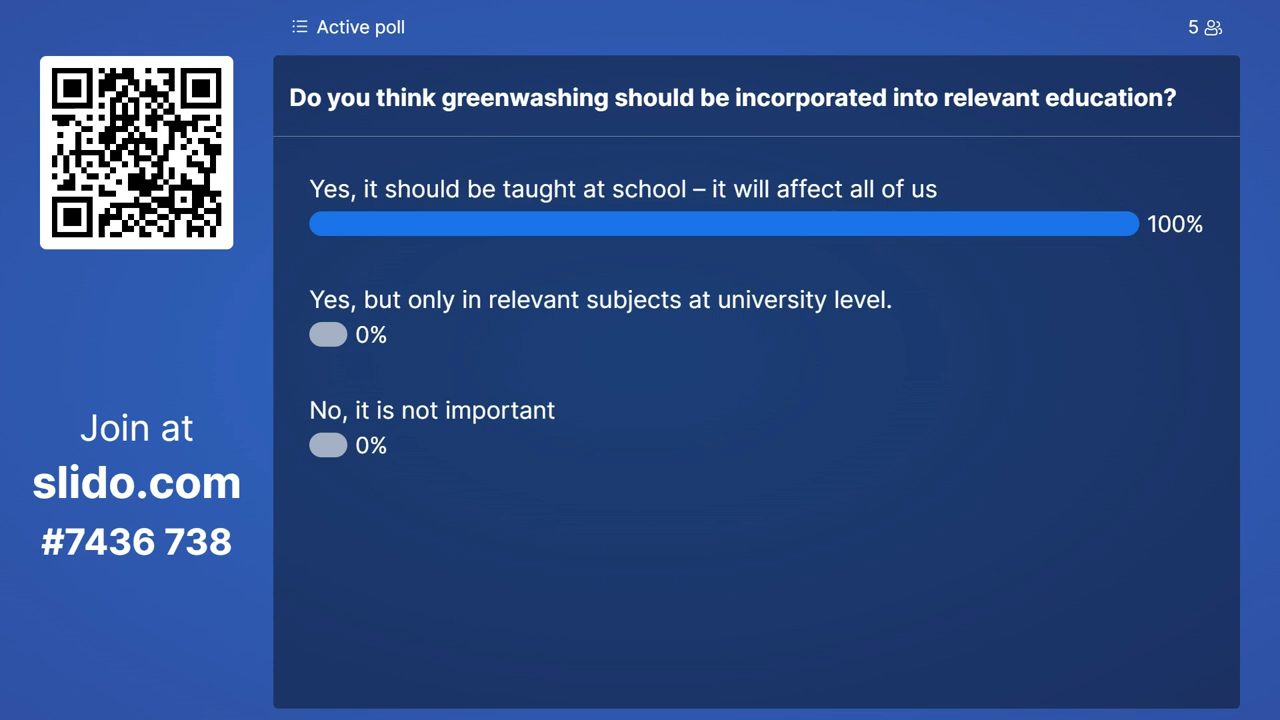 Active poll
5
Do you think greenwashing should be incorporated into relevant education?
Yes, it should be taught at school – it will affect all of us
100%
Yes, but only in relevant subjects at university level.
0%
No, it is not important
0%
Join at
slido.com
#7436 738